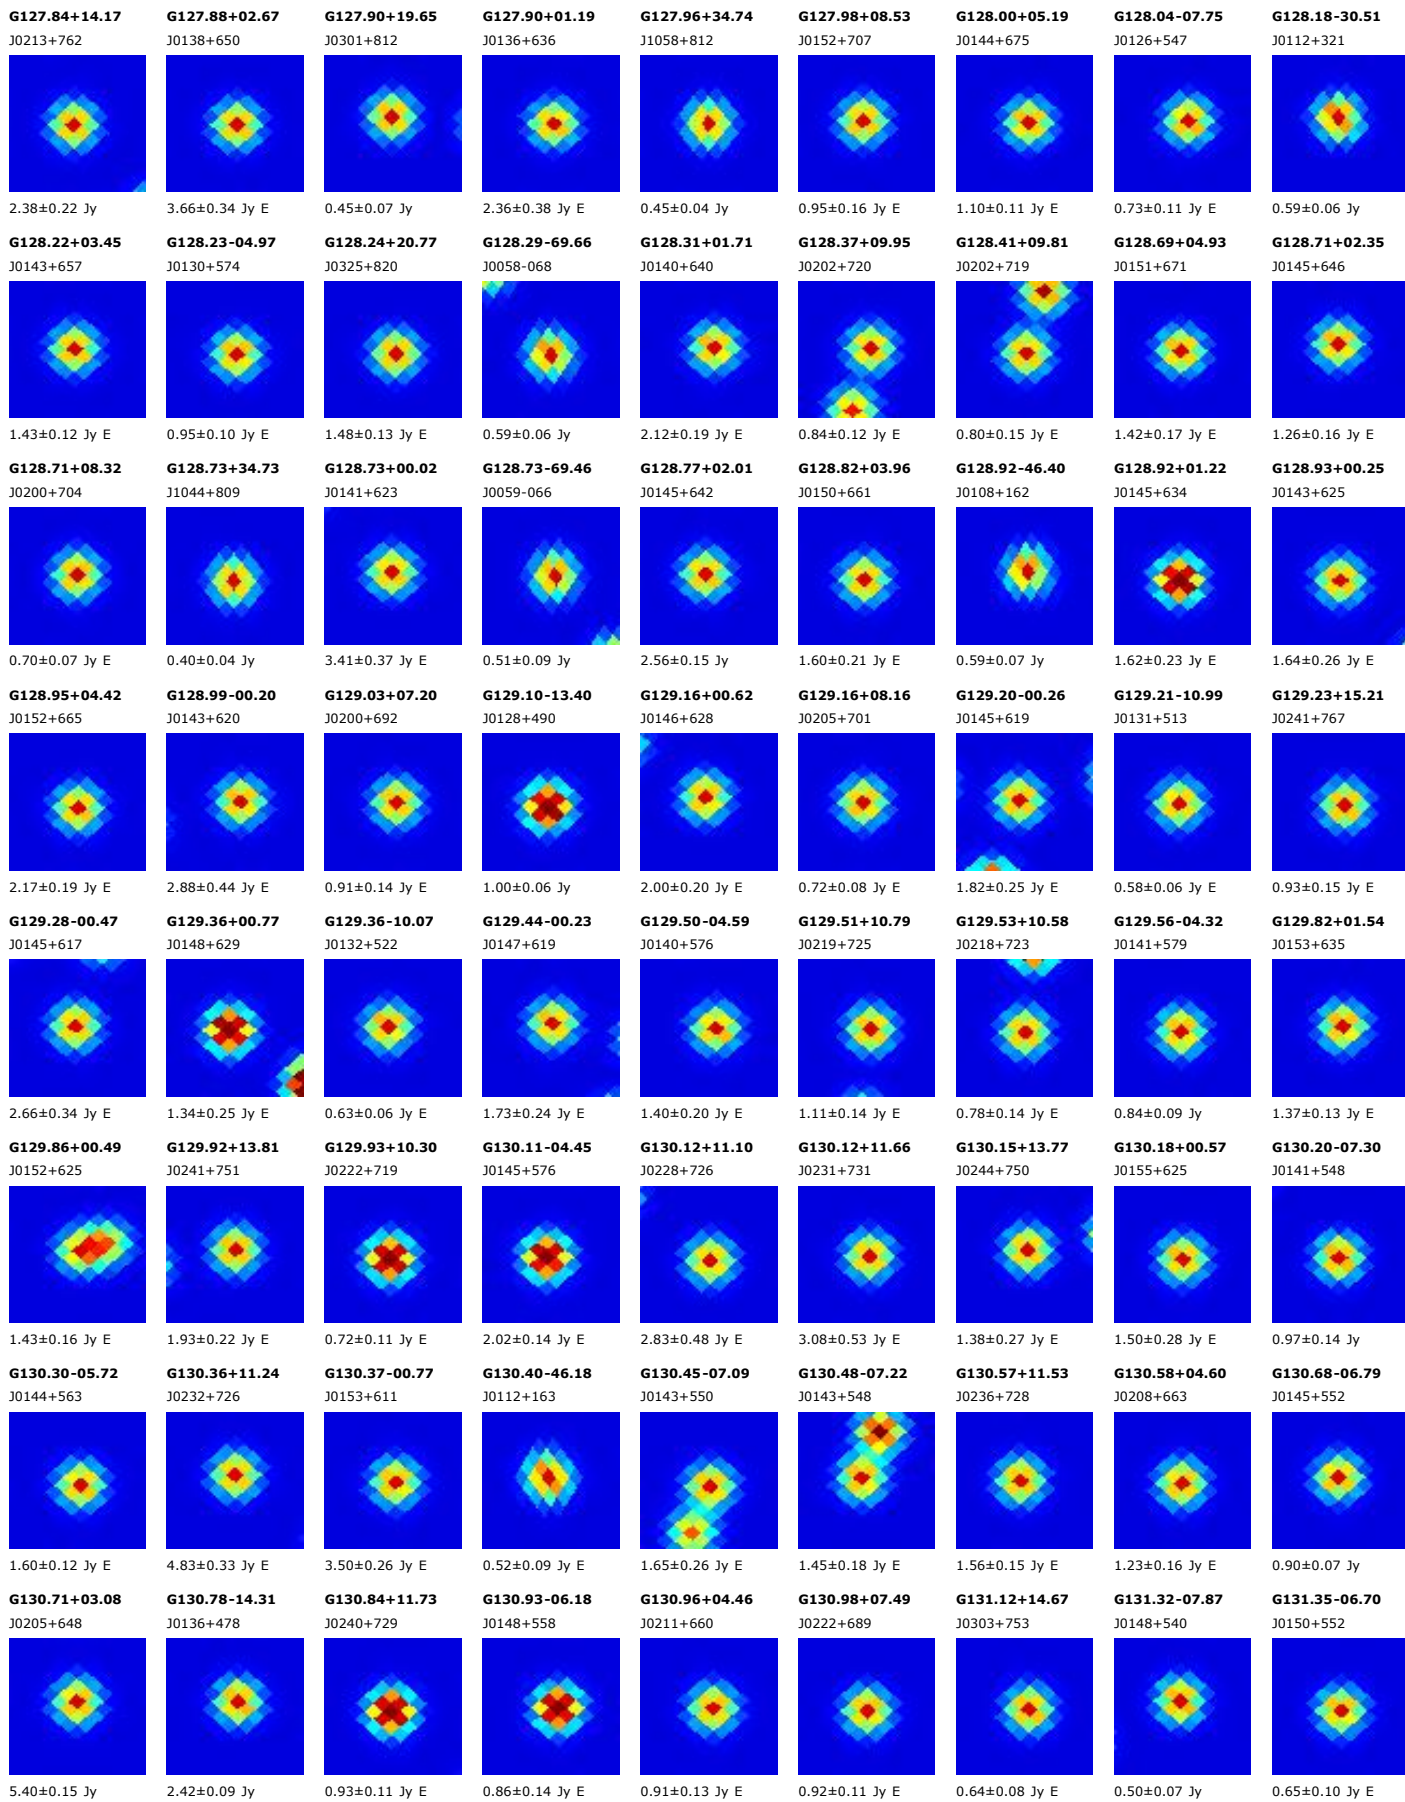 G127.84+14.17 G127.88+02.67 G127.90+19.65 G127.90+01.19 G127.96+34.74 G127.98+08.53 G128.00+05.19 G128.04-07.75 G128.18-30.51
J0213+762 J0138+650 J0301+812 J0136+636 J1058+812 J0152+707 J0144+675 J0126+547 J0112+321
2.38±0.22 Jy 3.66±0.34 Jy E 0.45±0.07 Jy 2.36±0.38 Jy E 0.45±0.04 Jy 0.95±0.16 Jy E 1.10±0.11 Jy E 0.73±0.11 Jy E 0.59±0.06 Jy
G128.22+03.45 G128.23-04.97 G128.24+20.77 G128.29-69.66 G128.31+01.71 G128.37+09.95 G128.41+09.81 G128.69+04.93 G128.71+02.35
J0143+657 J0130+574 J0325+820 J0058-068 J0140+640 J0202+720 J0202+719 J0151+671 J0145+646
1.43±0.12 Jy E 0.95±0.10 Jy E 1.48±0.13 Jy E 0.59±0.06 Jy 2.12±0.19 Jy E 0.84±0.12 Jy E 0.80±0.15 Jy E 1.42±0.17 Jy E 1.26±0.16 Jy E
G128.71+08.32 G128.73+34.73 G128.73+00.02 G128.73-69.46 G128.77+02.01 G128.82+03.96 G128.92-46.40 G128.92+01.22 G128.93+00.25
J0200+704 J1044+809 J0141+623 J0059-066 J0145+642 J0150+661 J0108+162 J0145+634 J0143+625
0.70±0.07 Jy E 0.40±0.04 Jy 3.41±0.37 Jy E 0.51±0.09 Jy 2.56±0.15 Jy 1.60±0.21 Jy E 0.59±0.07 Jy 1.62±0.23 Jy E 1.64±0.26 Jy E
G128.95+04.42 G128.99-00.20 G129.03+07.20 G129.10-13.40 G129.16+00.62 G129.16+08.16 G129.20-00.26 G129.21-10.99 G129.23+15.21
J0152+665 J0143+620 J0200+692 J0128+490 J0146+628 J0205+701 J0145+619 J0131+513 J0241+767
2.17±0.19 Jy E 2.88±0.44 Jy E 0.91±0.14 Jy E 1.00±0.06 Jy 2.00±0.20 Jy E 0.72±0.08 Jy E 1.82±0.25 Jy E 0.58±0.06 Jy E 0.93±0.15 Jy E
G129.28-00.47 G129.36+00.77 G129.36-10.07 G129.44-00.23 G129.50-04.59 G129.51+10.79 G129.53+10.58 G129.56-04.32 G129.82+01.54
J0145+617 J0148+629 J0132+522 J0147+619 J0140+576 J0219+725 J0218+723 J0141+579 J0153+635
2.66±0.34 Jy E 1.34±0.25 Jy E 0.63±0.06 Jy E 1.73±0.24 Jy E 1.40±0.20 Jy E 1.11±0.14 Jy E 0.78±0.14 Jy E 0.84±0.09 Jy 1.37±0.13 Jy E
G129.86+00.49 G129.92+13.81 G129.93+10.30 G130.11-04.45 G130.12+11.10 G130.12+11.66 G130.15+13.77 G130.18+00.57 G130.20-07.30
J0152+625 J0241+751 J0222+719 J0145+576 J0228+726 J0231+731 J0244+750 J0155+625 J0141+548
1.43±0.16 Jy E 1.93±0.22 Jy E 0.72±0.11 Jy E 2.02±0.14 Jy E 2.83±0.48 Jy E 3.08±0.53 Jy E 1.38±0.27 Jy E 1.50±0.28 Jy E 0.97±0.14 Jy
G130.30-05.72 G130.36+11.24 G130.37-00.77 G130.40-46.18 G130.45-07.09 G130.48-07.22 G130.57+11.53 G130.58+04.60 G130.68-06.79
J0144+563 J0232+726 J0153+611 J0112+163 J0143+550 J0143+548 J0236+728 J0208+663 J0145+552
1.60±0.12 Jy E 4.83±0.33 Jy E 3.50±0.26 Jy E 0.52±0.09 Jy E 1.65±0.26 Jy E 1.45±0.18 Jy E 1.56±0.15 Jy E 1.23±0.16 Jy E 0.90±0.07 Jy
G130.71+03.08 G130.78-14.31 G130.84+11.73 G130.93-06.18 G130.96+04.46 G130.98+07.49 G131.12+14.67 G131.32-07.87 G131.35-06.70
J0205+648 J0136+478 J0240+729 J0148+558 J0211+660 J0222+689 J0303+753 J0148+540 J0150+552
5.40±0.15 Jy 2.42±0.09 Jy 0.93±0.11 Jy E 0.86±0.14 Jy E 0.91±0.13 Jy E 0.92±0.11 Jy E 0.64±0.08 Jy E 0.50±0.07 Jy 0.65±0.10 Jy E